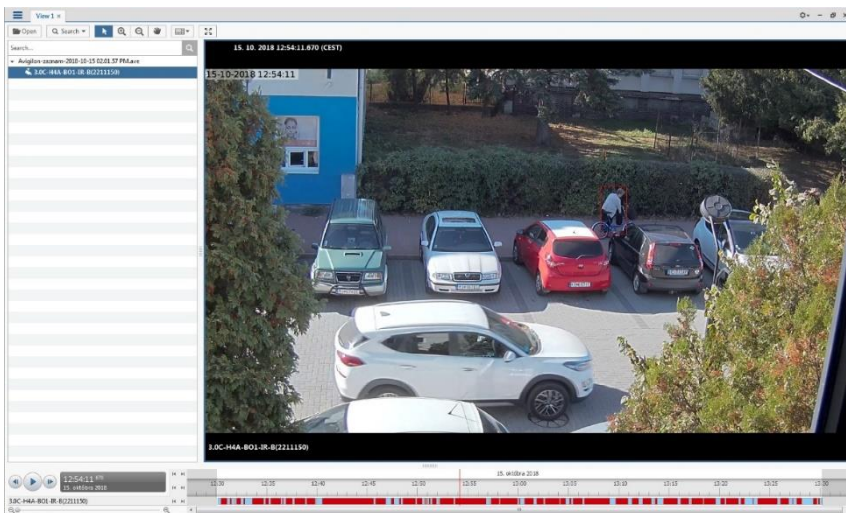 View 1 ×
Open
Search
Search...
Avigilon-zaznam-2018-10-15 02.01.57 PM.ave
3.0C-H4A-BO1-IR-B(2211150)
15. 10. 2018 12:54:11.670 (CEST)
15-10-2018 12:54:11
3.0C-H4A-BO1-IR-B(2211150)
12:54:11.670
15. októbra 2018
15. októbra 2018
12:30
12:35
12:40
12:45
12:50
12:55
13:00
13:05
13:10
13:15
13:20
13:25
13:30
3.0C-H4A-BO1-IR-B(2211150)